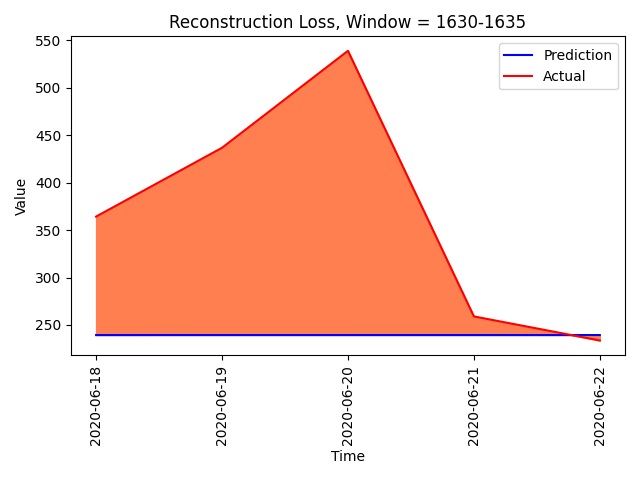 Reconstruction Loss, Window = 1630-1635
Prediction
Actual
Value
550
500
450
400
350
300
250
2020-06-18
2020-06-19
2020-06-20
2020-06-21
2020-06-22
Time